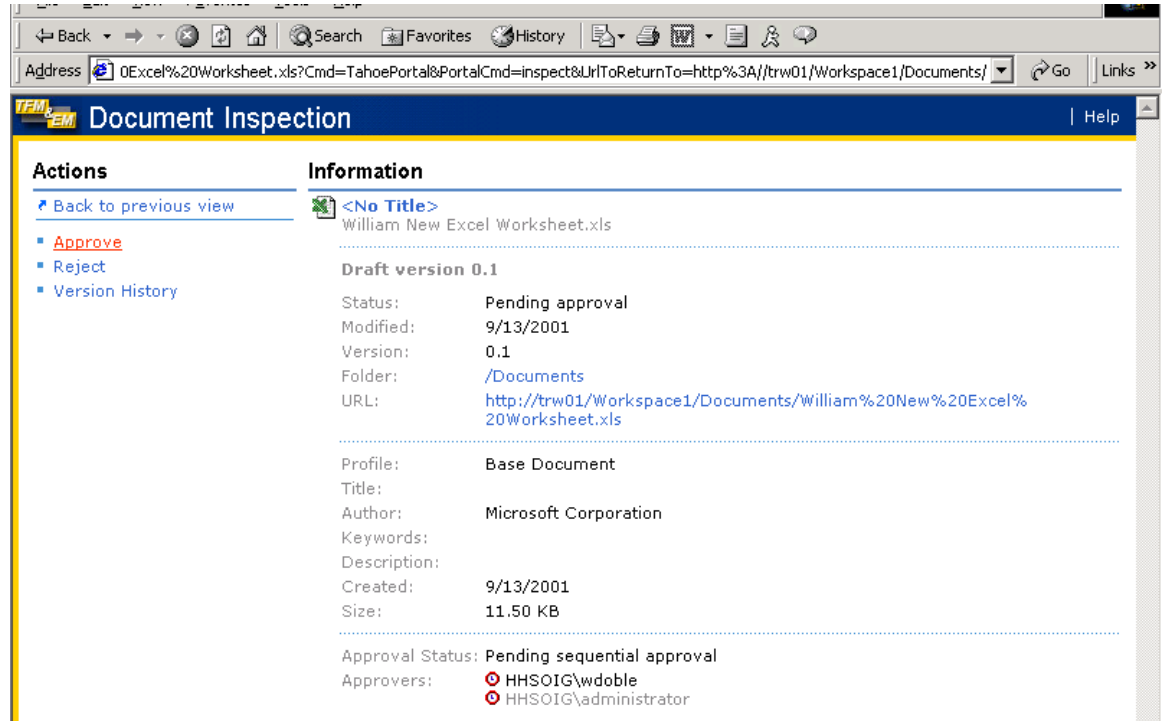 Back Search Favorites History
Address 0Excel%20Worksheet.xls?Cmd=TahoePortal&PortalCmd=inspect&UrlToReturnTo=http%3A//trw01/Workspace1/Documents/ Go Links »
TFM & EM Document Inspection | Help
Actions
Back to previous view
Approve
Reject
Version History
Information
<No Title>
William New Excel Worksheet.xls
Draft version 0.1
Status: Pending approval
Modified: 9/13/2001
Version: 0.1
Folder: /Documents
URL: http://trw01/Workspace1/Documents/William%20New%20Excel%
20Worksheet.xls
Profile: Base Document
Title:
Author: Microsoft Corporation
Keywords:
Description:
Created: 9/13/2001
Size: 11.50 KB
Approval Status: Pending sequential approval
Approvers: HHSOIG\wdoble
HHSOIG\administrator